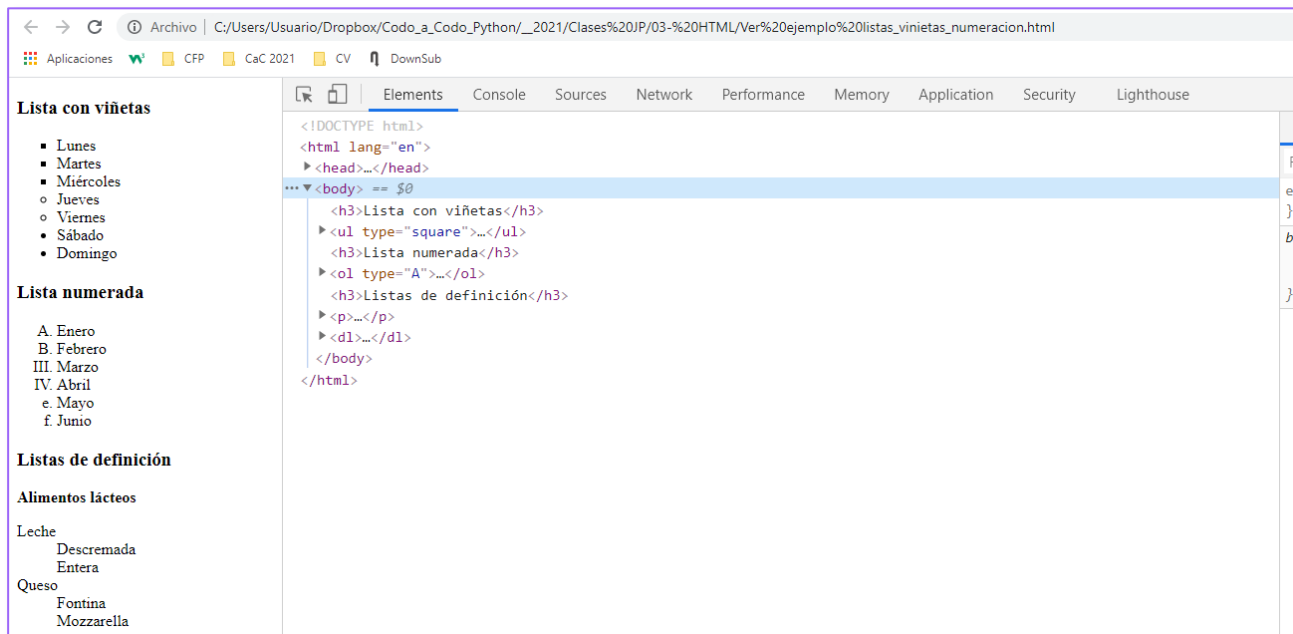 Archivo | C:/Users/Usuario/Dropbox/Codo_a_Codo_Python/__2021/Clases%20JP/03-%20HTML/Ver%20ejemplo%20listas_vinietas_numeracion.html
Aplicaciones CFP CaC 2021 CV DownSub
Lista con viñetas
▪ Lunes
▪ Martes
▪ Miércoles
○ Jueves
○ Viernes
• Sábado
• Domingo
Lista numerada
A. Enero
B. Febrero
III. Marzo
IV. Abril
e. Mayo
f. Junio
Listas de definición
Alimentos lácteos
Leche
Descremada
Entera
Queso
Fontina
Mozzarella
Elements Console Sources Network Performance Memory Application Security Lighthouse
<!DOCTYPE html>
<html lang="en">
<head>…</head>
<body> == $0
<h3>Lista con viñetas</h3>
<ul type="square">…</ul>
<h3>Lista numerada</h3>
<ol type="A">…</ol>
<h3>Listas de definición</h3>
<p>…</p>
<dl>…</dl>
</body>
</html>
e
}
b
}